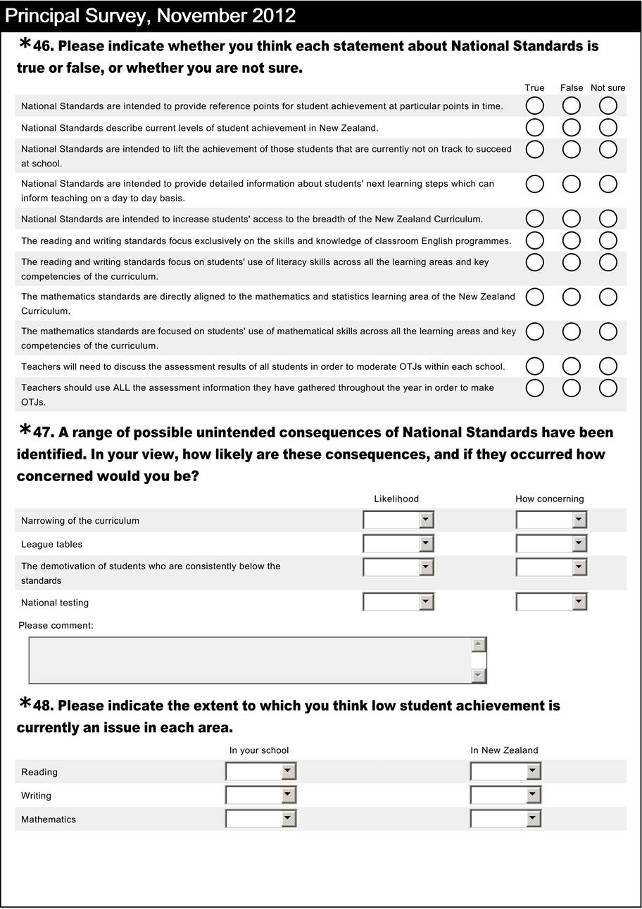 Principal Survey, November 2012
*46. Please indicate whether you think each statement about National Standards is
true or false, or whether you are not sure.
True False Not sure
National Standards are intended to provide reference points for student achievement at particular points in time.
National Standards describe current levels of student achievement in New Zealand.
National Standards are intended to lift the achievement of those students that are currently not on track to succeed
at school.
National Standards are intended to provide detailed information about students' next learning steps which can
inform teaching on a day to day basis.
National Standards are intended to increase students' access to the breadth of the New Zealand Curriculum.
The reading and writing standards focus exclusively on the skills and knowledge of classroom English programmes.
The reading and writing standards focus on students' use of literacy skills across all the learning areas and key
competencies of the curriculum.
The mathematics standards are directly aligned to the mathematics and statistics learning area of the New Zealand
Curriculum.
The mathematics standards are focused on students' use of mathematical skills across all the learning areas and key
competencies of the curriculum.
Teachers will need to discuss the assessment results of all students in order to moderate OTJs within each school.
Teachers should use ALL the assessment information they have gathered throughout the year in order to make
OTJs.
*47. A range of possible unintended consequences of National Standards have been
identified. In your view, how likely are these consequences, and if they occurred how
concerned would you be?
Likelihood How concerning
Narrowing of the curriculum
League tables
The demotivation of students who are consistently below the
standards
National testing
Please comment:
*48. Please indicate the extent to which you think low student achievement is
currently an issue in each area.
In your school In New Zealand
Reading
Writing
Mathematics